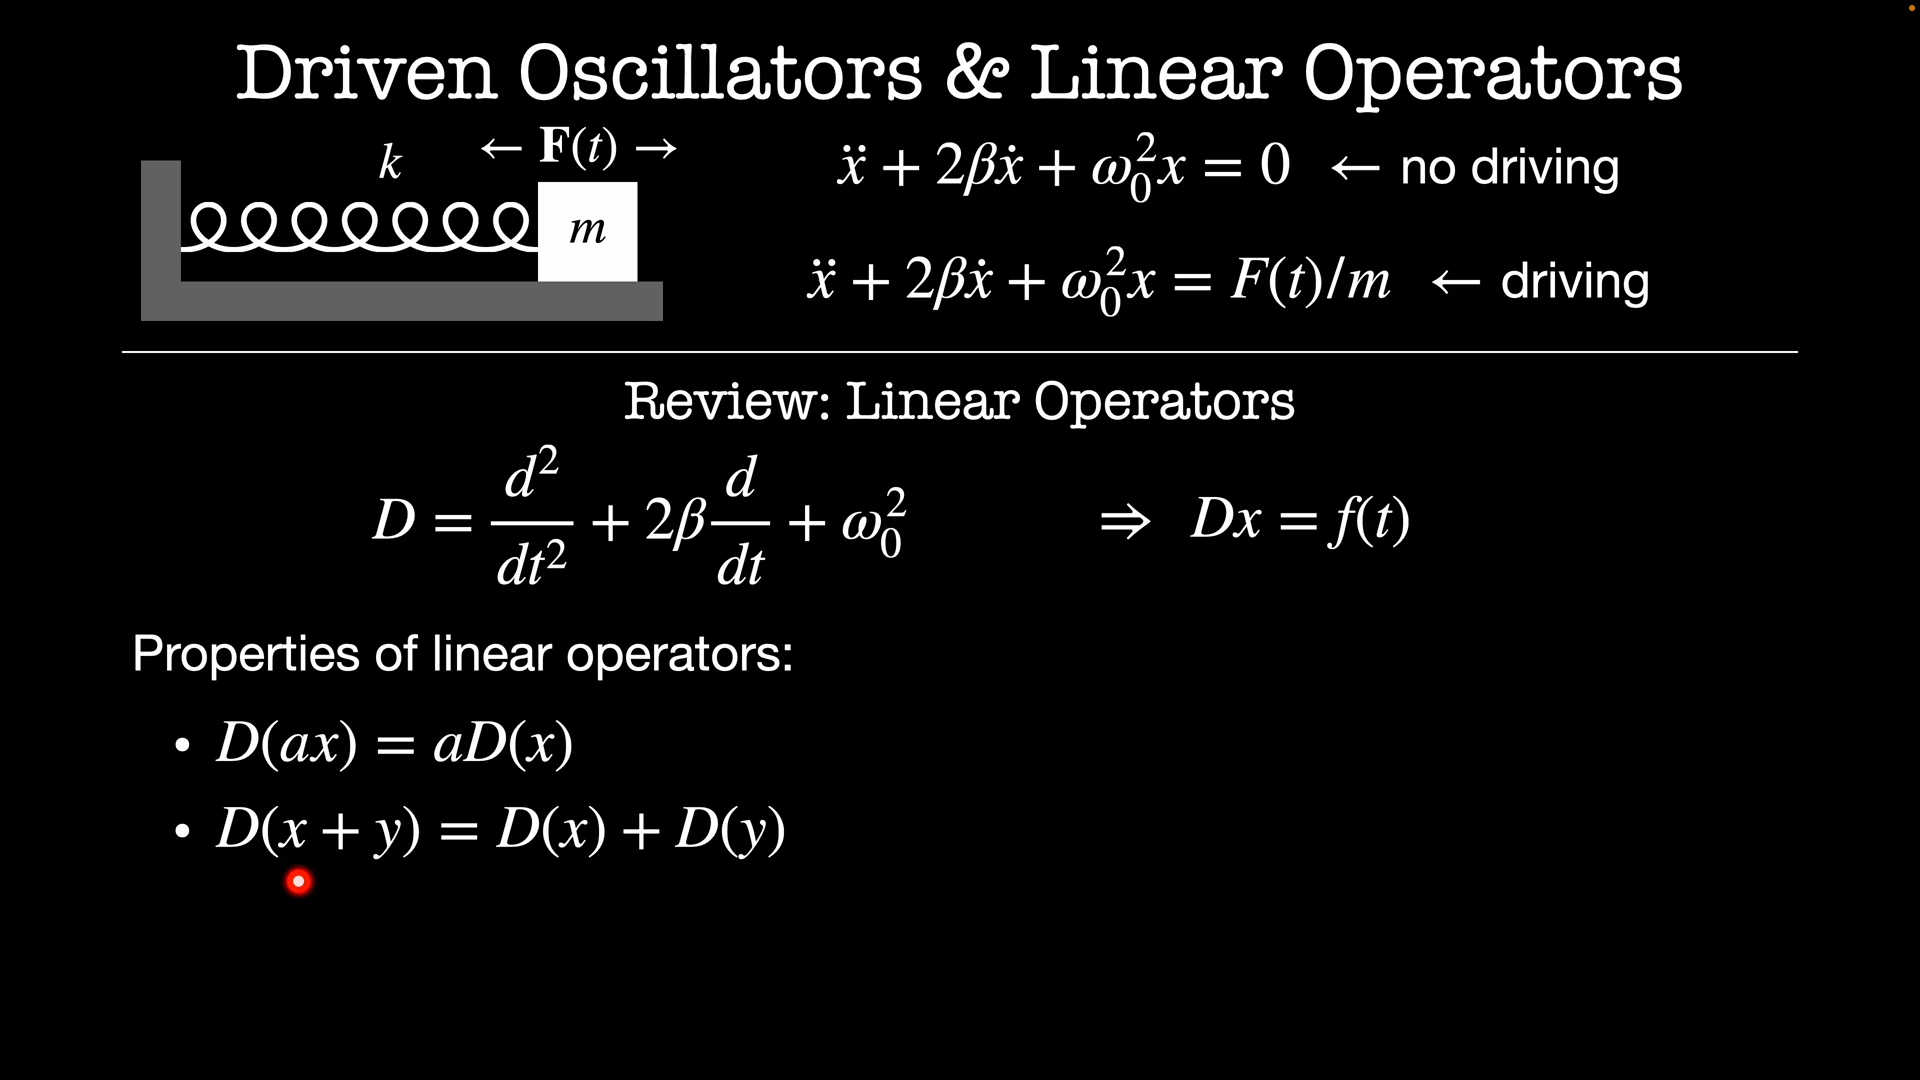 Driven Oscillators & Linear Operators
k
← F(t) →
m
ẍ + 2βẋ + ω₀²x = 0 ← no driving
ẍ + 2βẋ + ω₀²x = F(t)/m ← driving
Review: Linear Operators
D = d²/dt² + 2β d/dt + ω₀² ⇒ Dx = f(t)
Properties of linear operators:
• D(ax) = aD(x)
• D(x + y) = D(x) + D(y)